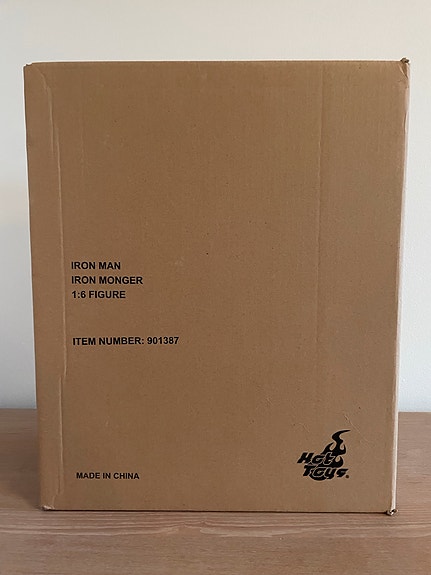 IRON MAN
IRON MONGER
1:6 FIGURE
ITEM NUMBER: 901387
MADE IN CHINA
Hot
Toys®